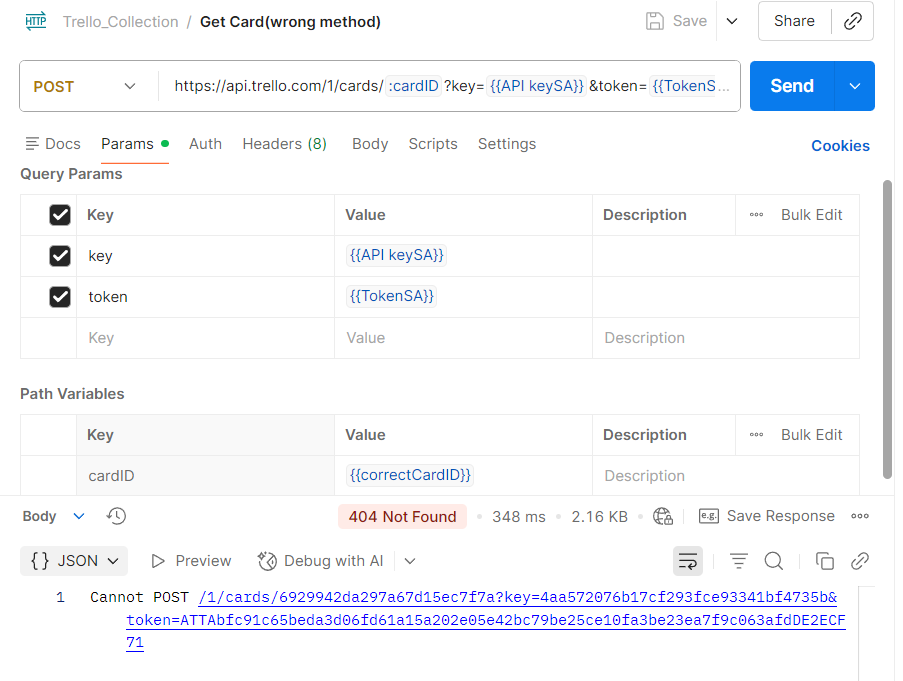 HTTP Trello_Collection / Get Card(wrong method) Save Share
POST https://api.trello.com/1/cards/ :cardID ?key= {{API keySA}} &token= {{TokenS... Send
Docs Params Auth Headers (8) Body Scripts Settings Cookies
Query Params
Key Value Description Bulk Edit
key {{API keySA}}
token {{TokenSA}}
Key Value Description
Path Variables
Key Value Description Bulk Edit
cardID {{correctCardID}} Description
Body 404 Not Found 348 ms 2.16 KB e.g. Save Response
{} JSON Preview Debug with AI
1 Cannot POST /1/cards/6929942da297a67d15ec7f7a?key=4aa572076b17cf293fce93341bf4735b&
token=ATTAbfc91c65beda3d06fd61a15a202e05e42bc79be25ce10fa3be23ea7f9c063afdDE2ECF
71